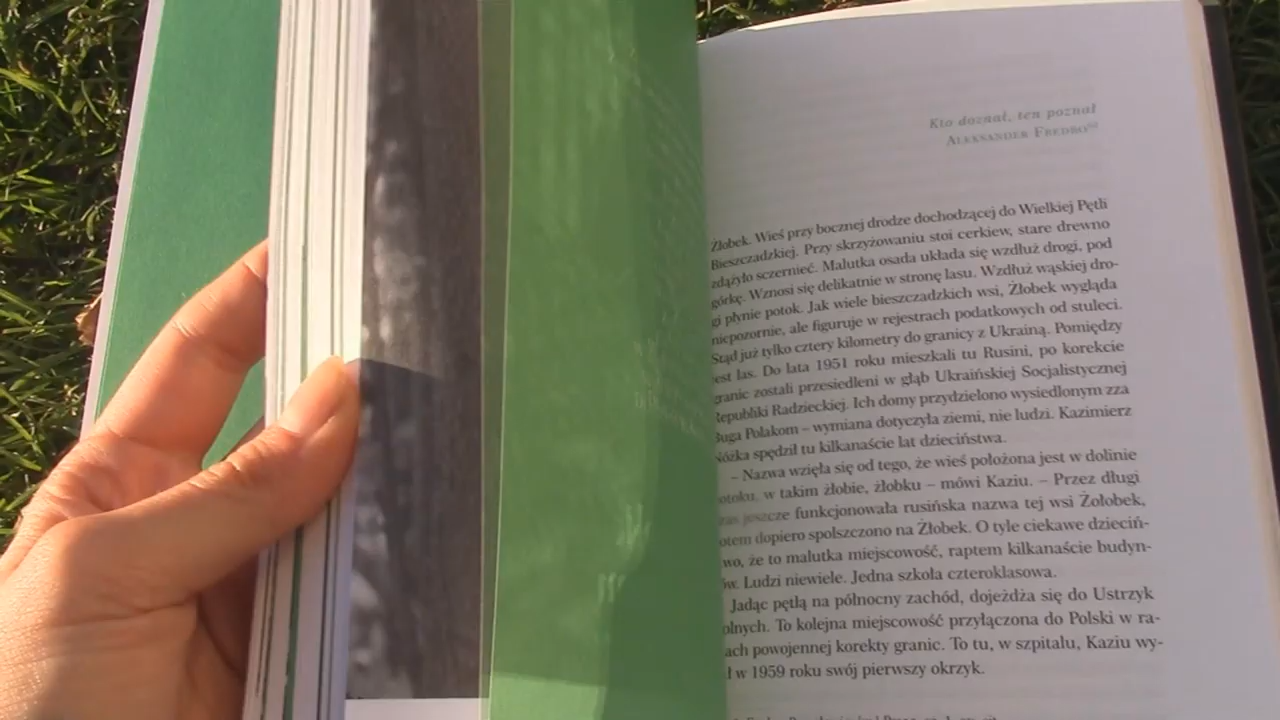 Kto doznał, ten poznał
Aleksander Fredro
Żłobek. Wieś przy bocznej drodze dochodzącej do Wielkiej Pętli
Bieszczadzkiej. Przy skrzyżowaniu stoi cerkiew, stare drewno
zdążyło sczernieć. Malutka osada układa się wzdłuż drogi, pod
górkę. Wznosi się delikatnie w stronę lasu. Wzdłuż wąskiej dro-
gi płynie potok. Jak wiele bieszczadzkich wsi, Żłobek wygląda
niepozornie, ale figuruje w rejestrach podatkowych od stuleci.
Stąd już tylko cztery kilometry do granicy z Ukrainą. Pomiędzy
jest las. Do lata 1951 roku mieszkali tu Rusini, po korekcie
granic zostali przesiedleni w głąb Ukraińskiej Socjalistycznej
Republiki Radzieckiej. Ich domy przydzielono wysiedlonym zza
Buga Polakom – wymiana dotyczyła ziemi, nie ludzi. Kazimierz
Nóżka spędził tu kilkanaście lat dzieciństwa.
– Nazwa wzięła się od tego, że wieś położona jest w dolinie
potoku, w takim żłobie, żłobku – mówi Kaziu. – Przez długi
czas jeszcze funkcjonowała rusińska nazwa tej wsi Żołobek,
otem dopiero spolszczono na Żłobek. O tyle ciekawe dzieciń-
wo, że to malutka miejscowość, raptem kilkanaście budyn-
ów. Ludzi niewiele. Jedna szkoła czteroklasowa.
Jadąc pętlą na północny zachód, dojeżdża się do Ustrzyk
olnych. To kolejna miejscowość przyłączona do Polski w ra-
ach powojennej korekty granic. To tu, w szpitalu, Kaziu wy-
ł w 1959 roku swój pierwszy okrzyk.